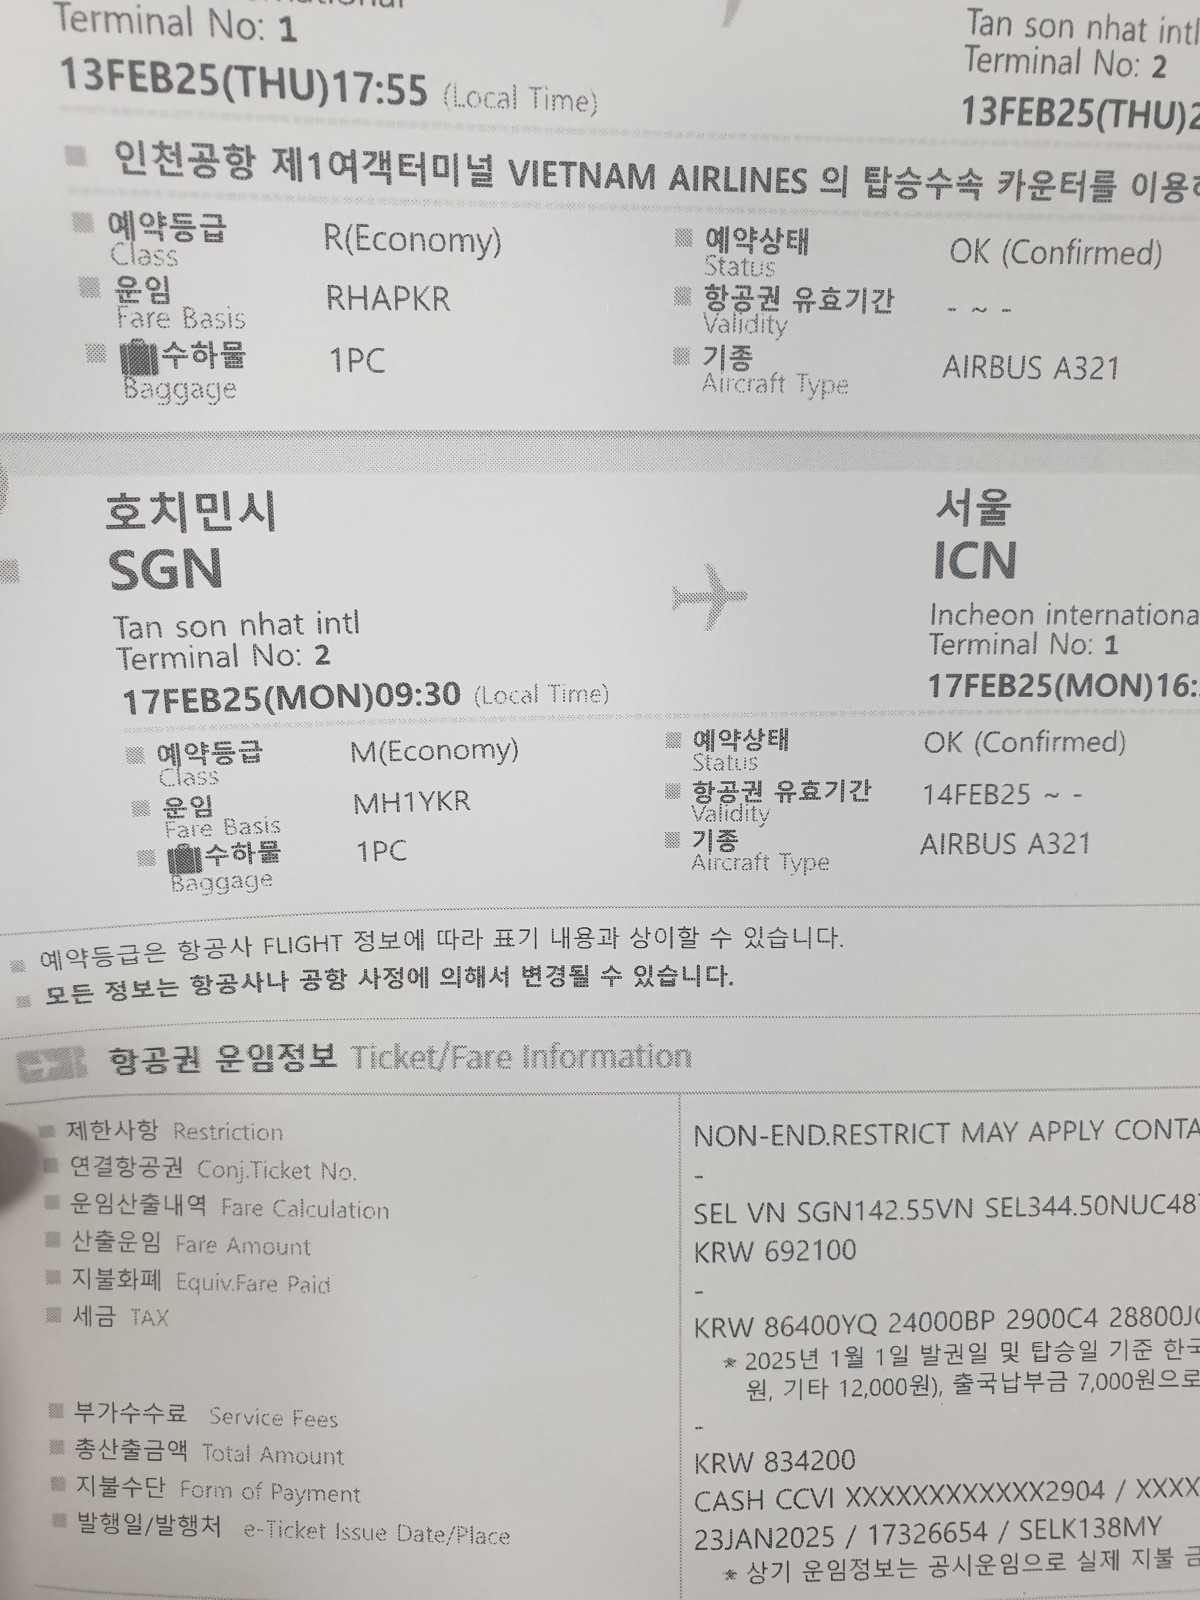 Terminal No: 1
Tan son nhat intl
Terminal No: 2
13FEB25(THU)17:55 (Local Time)
13FEB25(THU)2
인천공항 제1여객터미널 VIETNAM AIRLINES 의 탑승수속 카운터를
예약등급 R(Economy) 예약상태 OK (Confirmed)
Class Status
운임 RHAPKR 항공권 유효기간 - ~ -
Fare Basis Validity
수하물 1PC 기종 AIRBUS A321
Baggage Aircraft Type
호치민시 서울
SGN ICN
Tan son nhat intl Incheon internationa
Terminal No: 2 Terminal No: 1
17FEB25(MON)09:30 (Local Time) 17FEB25(MON)16:
예약등급 M(Economy) 예약상태 OK (Confirmed)
Class Status
운임 MH1YKR 항공권 유효기간 14FEB25 ~ -
Fare Basis Validity
수하물 1PC 기종 AIRBUS A321
Baggage Aircraft Type
예약등급은 항공사 FLIGHT 정보에 따라 표기 내용과 상이할 수 있습니다.
모든 정보는 항공사나 공항 사정에 의해서 변경될 수 있습니다.
항공권 운임정보 Ticket/Fare Information
제한사항 Restriction NON-END.RESTRICT MAY APPLY CONTA
연결항공권 Conj.Ticket No. -
운임산출내역 Fare Calculation SEL VN SGN142.55VN SEL344.50NUC487
산출운임 Fare Amount KRW 692100
지불화폐 Equiv.Fare Paid -
세금 TAX KRW 86400YQ 24000BP 2900C4 28800JC
* 2025년 1월 1일 발권일 및 탑승일 기준 한국
원, 기타 12,000원), 출국납부금 7,000원으로
부가수수료 Service Fees -
총산출금액 Total Amount KRW 834200
지불수단 Form of Payment CASH CCVI XXXXXXXXXXXX2904 / XXXX
발행일/발행처 e-Ticket Issue Date/Place 23JAN2025 / 17326654 / SELK138MY
* 상기 운임정보는 공시운임으로 실제 지불 금